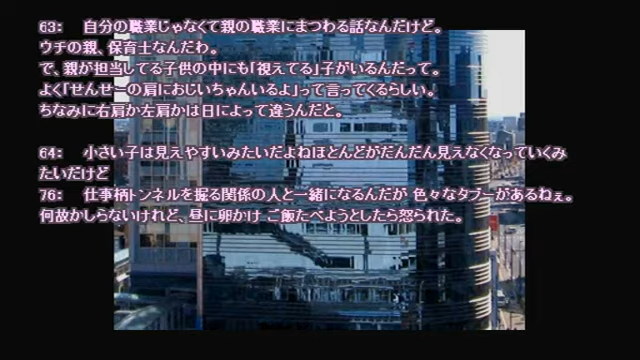 63:　自分の職業じゃなくて親の職業にまつわる話なんだけど。
ウチの親、保育士なんだわ。
で、親が担当してる子供の中にも「視えてる」子がいるんだって。
よく「せんせーの肩におじいちゃんいるよ」って言ってくるらしい。
ちなみに右肩か左肩かは日によって違うんだと。
64:　小さい子は見えやすいみたいだよねほとんどがだんだん見えなくなっていくみ
たいだけど
76:　仕事柄トンネルを掘る関係の人と一緒になるんだが 色々なタブーがあるねぇ。
何故かしらないけれど、昼に卵かけ ご飯たべようとしたら怒られた。